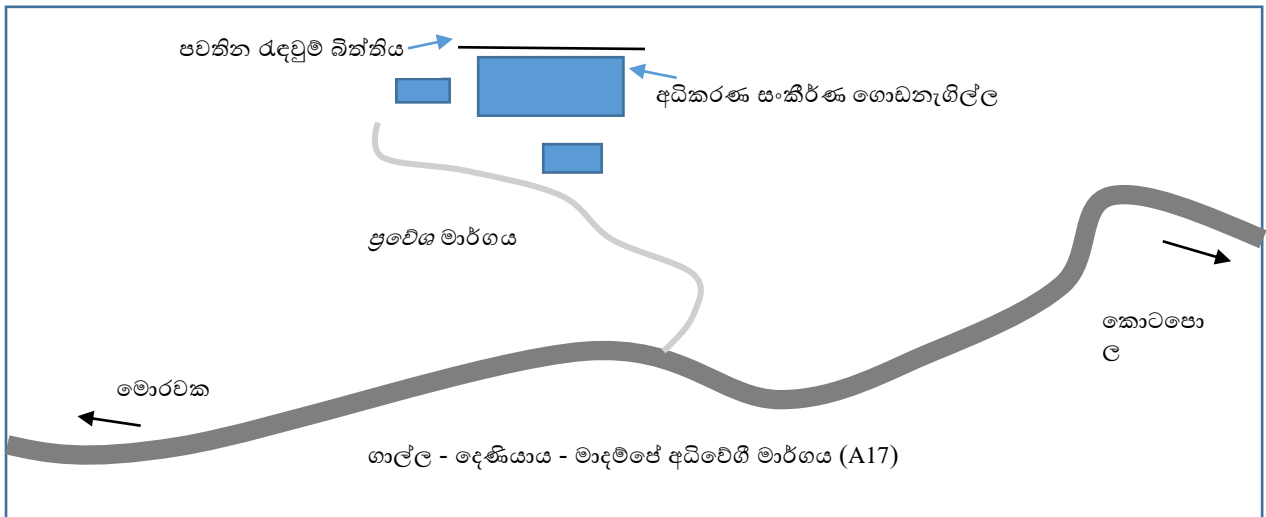 පවතින රැඳවුම් බිත්තිය
අධිකරණ සංකීර්ණ ගොඩනැගිල්ල
ප්‍රවේශ මාර්ගය
කොටපො
ල
මොරවක
ගාල්ල - දෙණියාය - මාදම්පේ අධිවේගී මාර්ගය (A17)